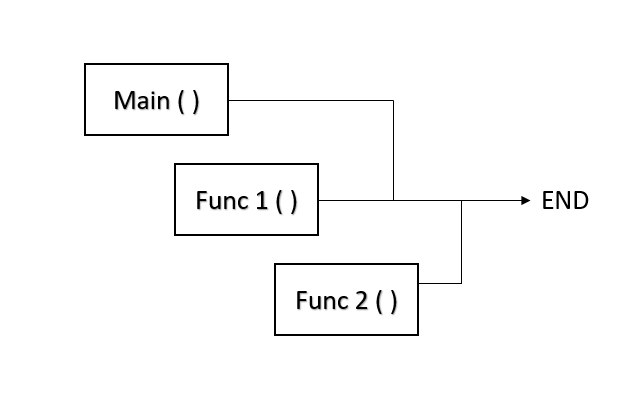 Main ( )
Func 1 ( )
END
Func 2 ( )